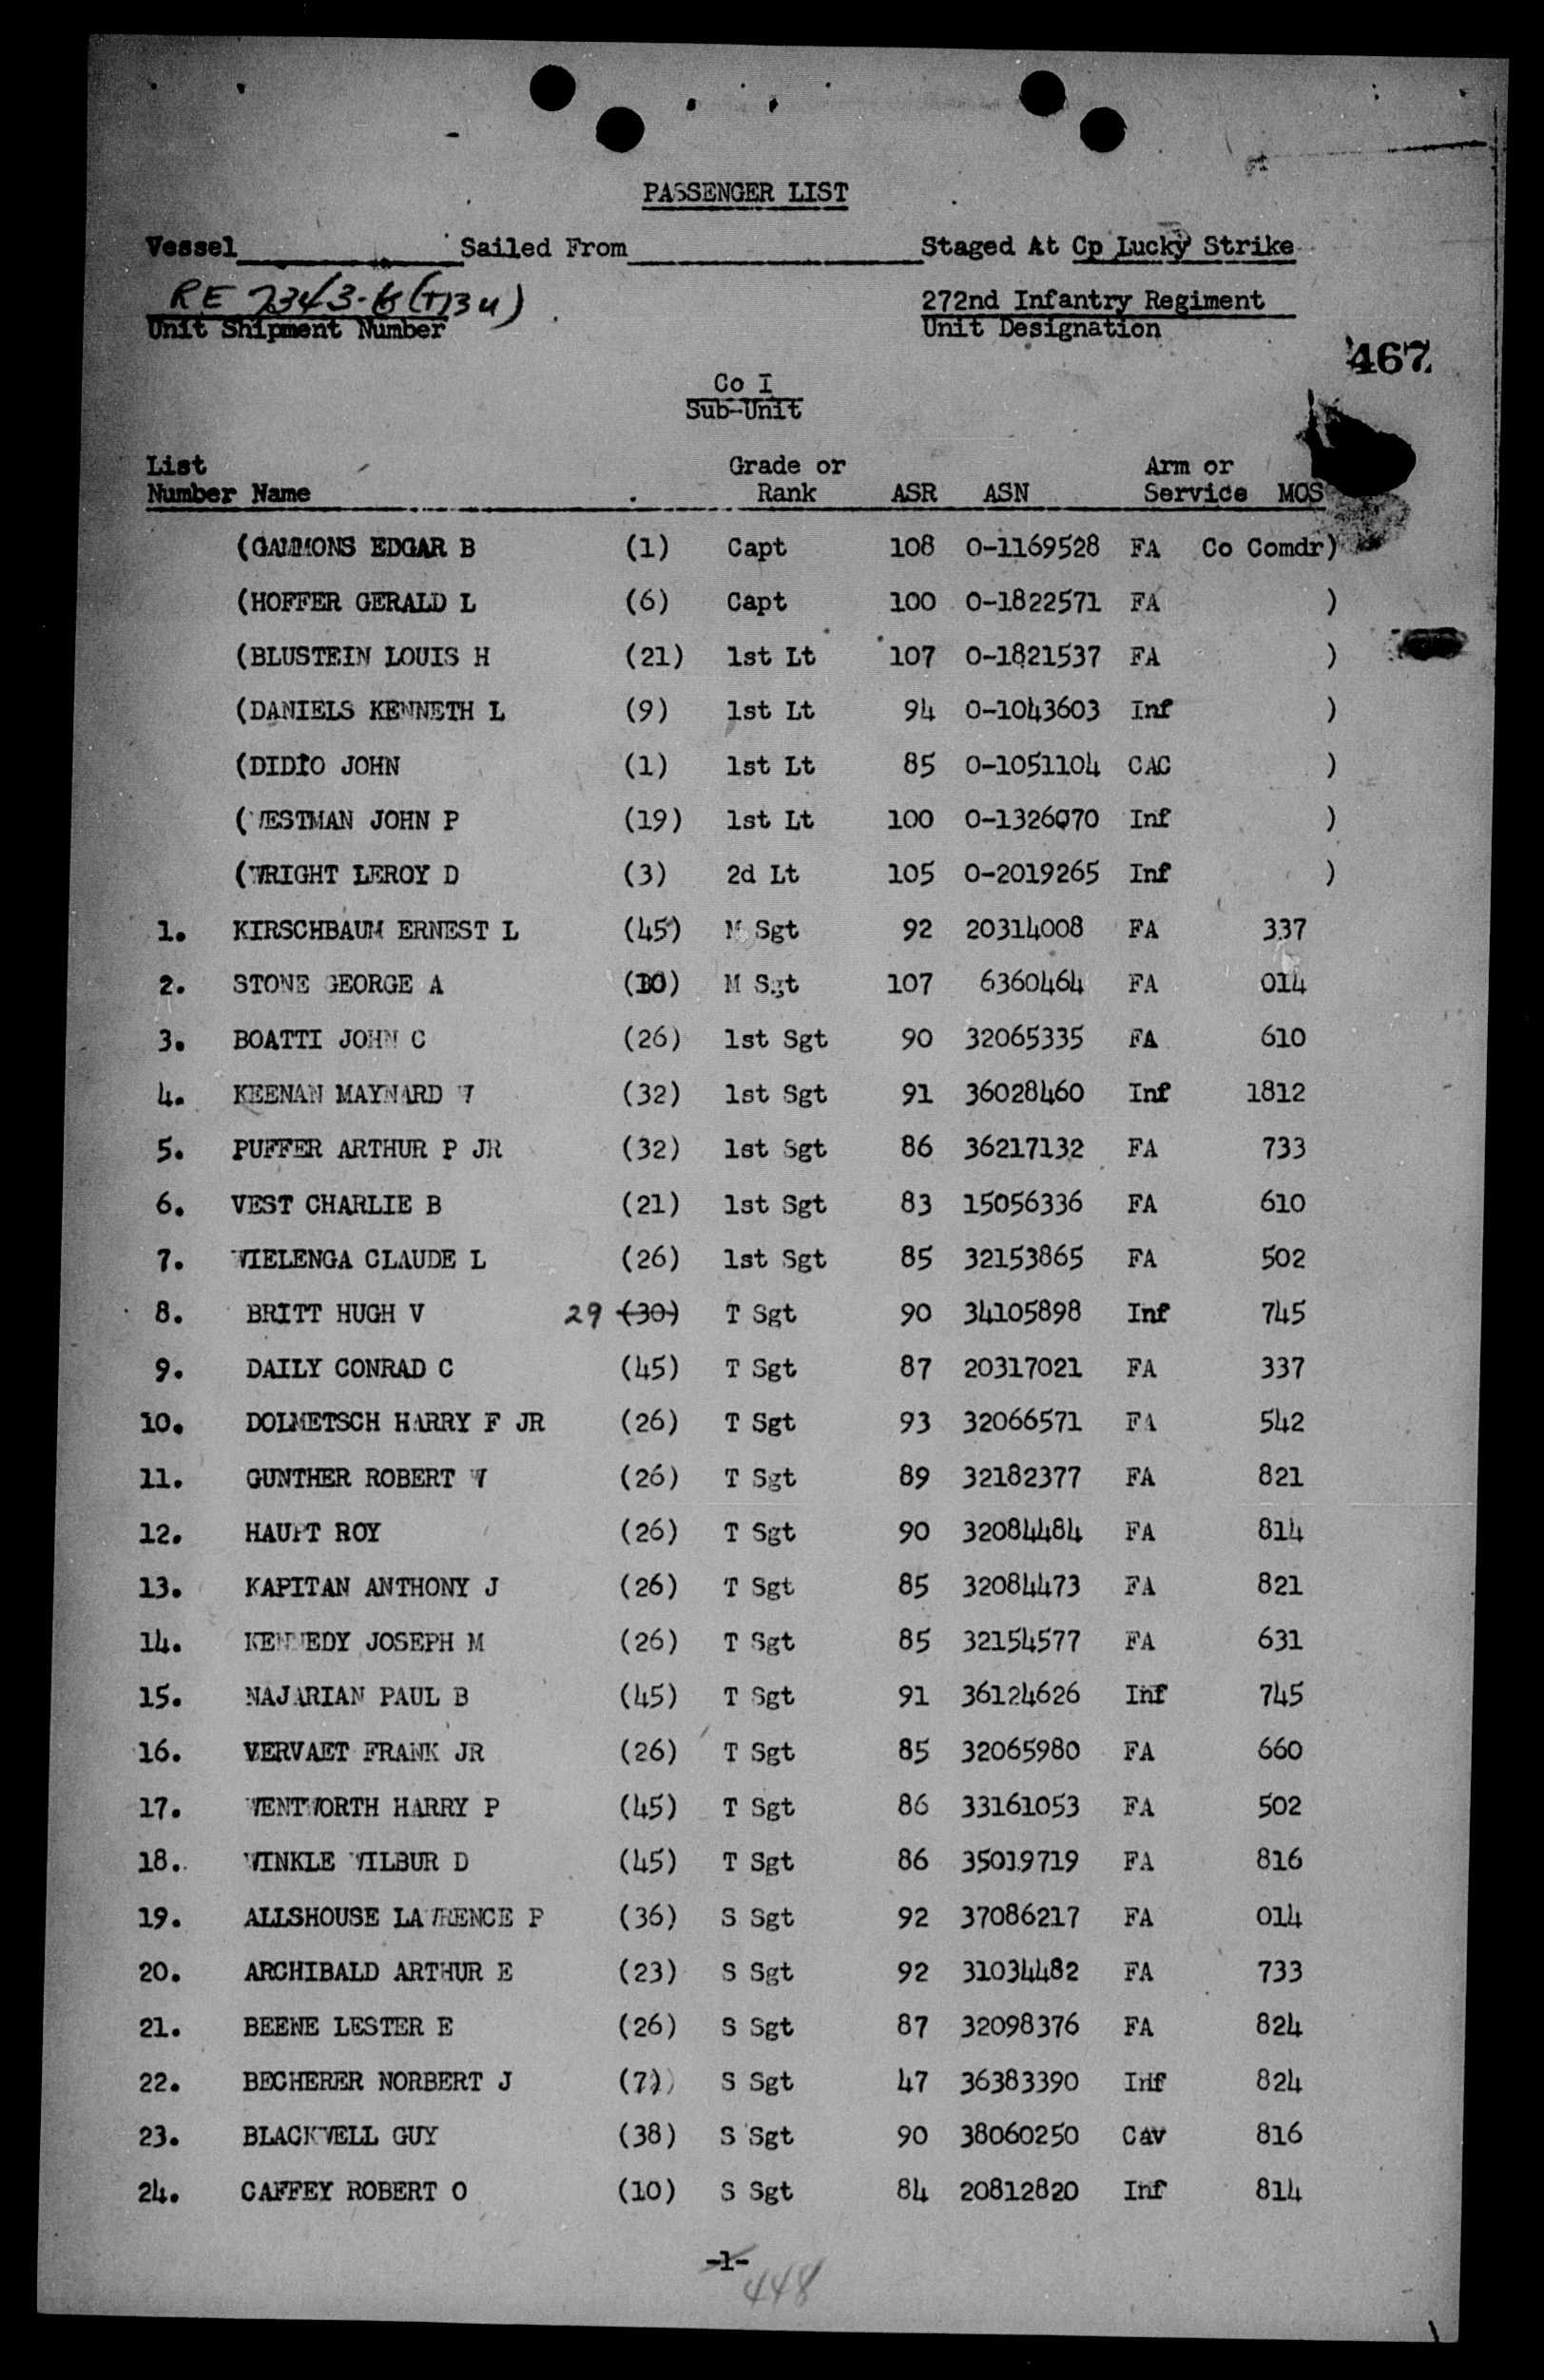 PASSENGER LIST
Vessel Sailed From Staged At Cp Lucky Strike
RE 7343-
272nd Infantry Regiment
Unit Shipment Number Unit Designation
467
Co I
Sub-Unit
List Grade or Arm or
Number Name Rank ASR ASN Service MOS
(GAMMONS EDGAR B (1) Capt 108 O-1169528 FA Co Comdr)
(HOFFER GERALD L (6) Capt 100 O-1822571 FA )
(BLUSTEIN LOUIS H (21) 1st Lt 107 O-1821537 FA )
(DANIELS KENNETH L (9) 1st Lt 94 O-1043603 Inf )
(DIDIO JOHN (1) 1st Lt 85 O-1051104 CAC )
(WESTMAN JOHN P (19) 1st Lt 100 O-1326070 Inf )
(WRIGHT LEROY D (3) 2d Lt 105 O-2019265 Inf )
1. KIRSCHBAUM ERNEST L (45) M Sgt 92 20314008 FA 337
2. STONE GEORGE A M Sgt 107 6360464 FA 014
3. BOATTI JOHN C (26) 1st Sgt 90 32065335 FA 610
4. KEENAN MAYNARD W (32) 1st Sgt 91 36028460 Inf 1812
5. PUFFER ARTHUR P JR (32) 1st Sgt 86 36217132 FA 733
6. VEST CHARLIE B (21) 1st Sgt 83 15056336 FA 610
7. WIELENGA CLAUDE L (26) 1st Sgt 85 32153865 FA 502
8. BRITT HUGH V 29 (30) T Sgt 90 34105898 Inf 745
9. DAILY CONRAD C (45) T Sgt 87 20317021 FA 337
10. DOLMETSCH HARRY F JR (26) T Sgt 93 32066571 FA 542
11. GUNTHER ROBERT W (26) T Sgt 89 32182377 FA 821
12. HAUPT ROY (26) T Sgt 90 32084484 FA 814
13. KAPITAN ANTHONY J (26) T Sgt 85 32084473 FA 821
14. KENNEDY JOSEPH M (26) T Sgt 85 32154577 FA 631
15. NAJARIAN PAUL B (45) T Sgt 91 36124626 Inf 745
16. VERVAET FRANK JR (26) T Sgt 85 32065980 FA 660
17. WENTWORTH HARRY P (45) T Sgt 86 33161053 FA 502
18. WINKLE WILBUR D (45) T Sgt 86 35019719 FA 816
19. ALLSHOUSE LAWRENCE P (36) S Sgt 92 37086217 FA 014
20. ARCHIBALD ARTHUR E (23) S Sgt 92 31034482 FA 733
21. BEENE LESTER E (26) S Sgt 87 32098376 FA 824
22. BECHERER NORBERT J (7) S Sgt 47 36383390 Inf 824
23. BLACKWELL GUY (38) S Sgt 90 38060250 Cav 816
24. CAFFEY ROBERT O (10) S Sgt 84 20812820 Inf 814
-1-
448